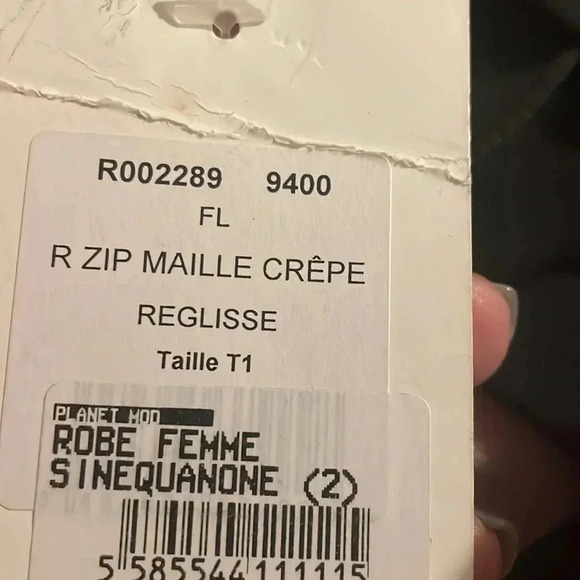 R002289 9400
FL
R ZIP MAILLE CRÊPE
REGLISSE
Taille T1
PLANET MOD
ROBE FEMME
SINEQUANONE (2)
5 585544 111115